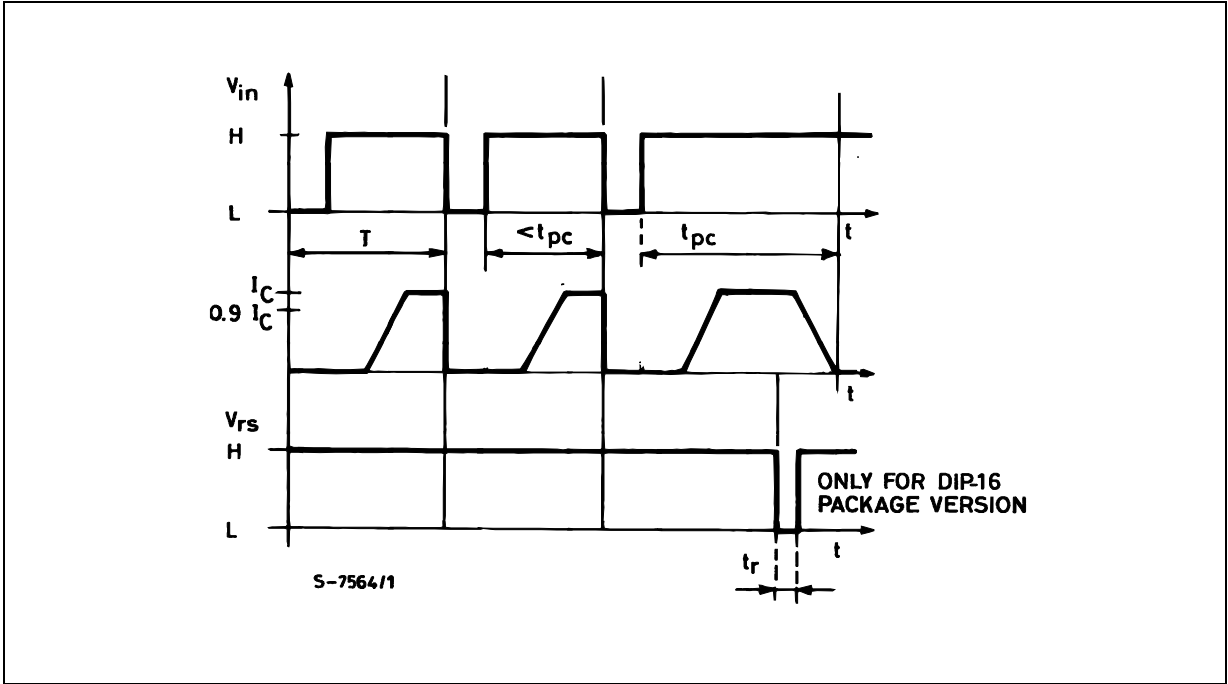 Vin
H
L
t
T
<tpc
tpc
IC
0.9 IC
t
Vrs
H
L
ONLY FOR DIP-16
PACKAGE VERSION
t
tr
S-7564/1